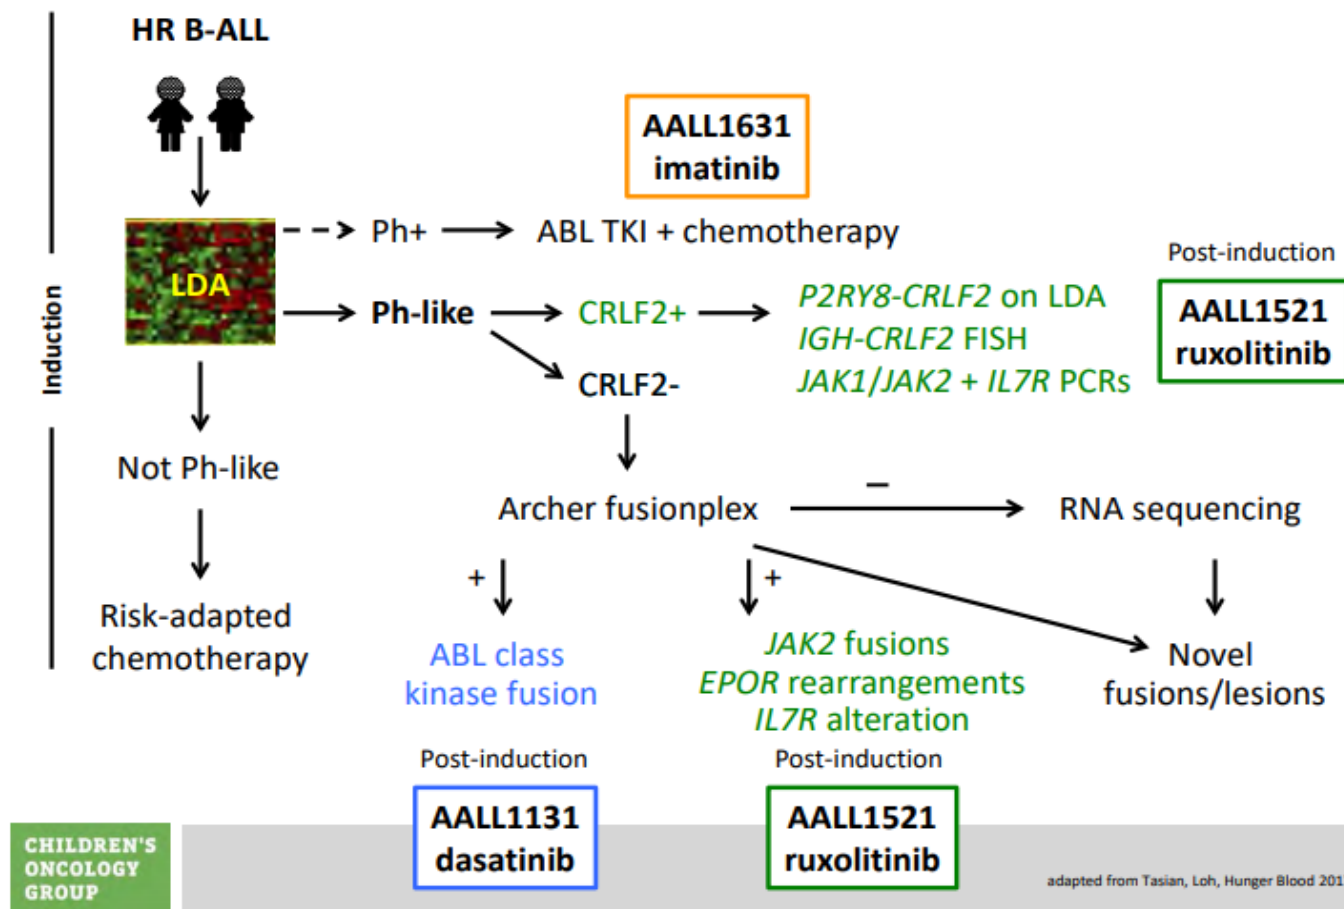 HR B-ALL
AALL1631
imatinib
Induction
LDA
Ph+
ABL TKI + chemotherapy
Ph-like
CRLF2+
P2RY8-CRLF2 on LDA
IGH-CRLF2 FISH
JAK1/JAK2 + IL7R PCRs
Post-induction
AALL1521
ruxolitinib
CRLF2-
Not Ph-like
Archer fusionplex
–
RNA sequencing
+
+
Risk-adapted
chemotherapy
ABL class
kinase fusion
JAK2 fusions
EPOR rearrangements
IL7R alteration
Novel
fusions/lesions
Post-induction
AALL1131
dasatinib
Post-induction
AALL1521
ruxolitinib
CHILDREN'S
ONCOLOGY
GROUP
adapted from Tasian, Loh, Hunger Blood